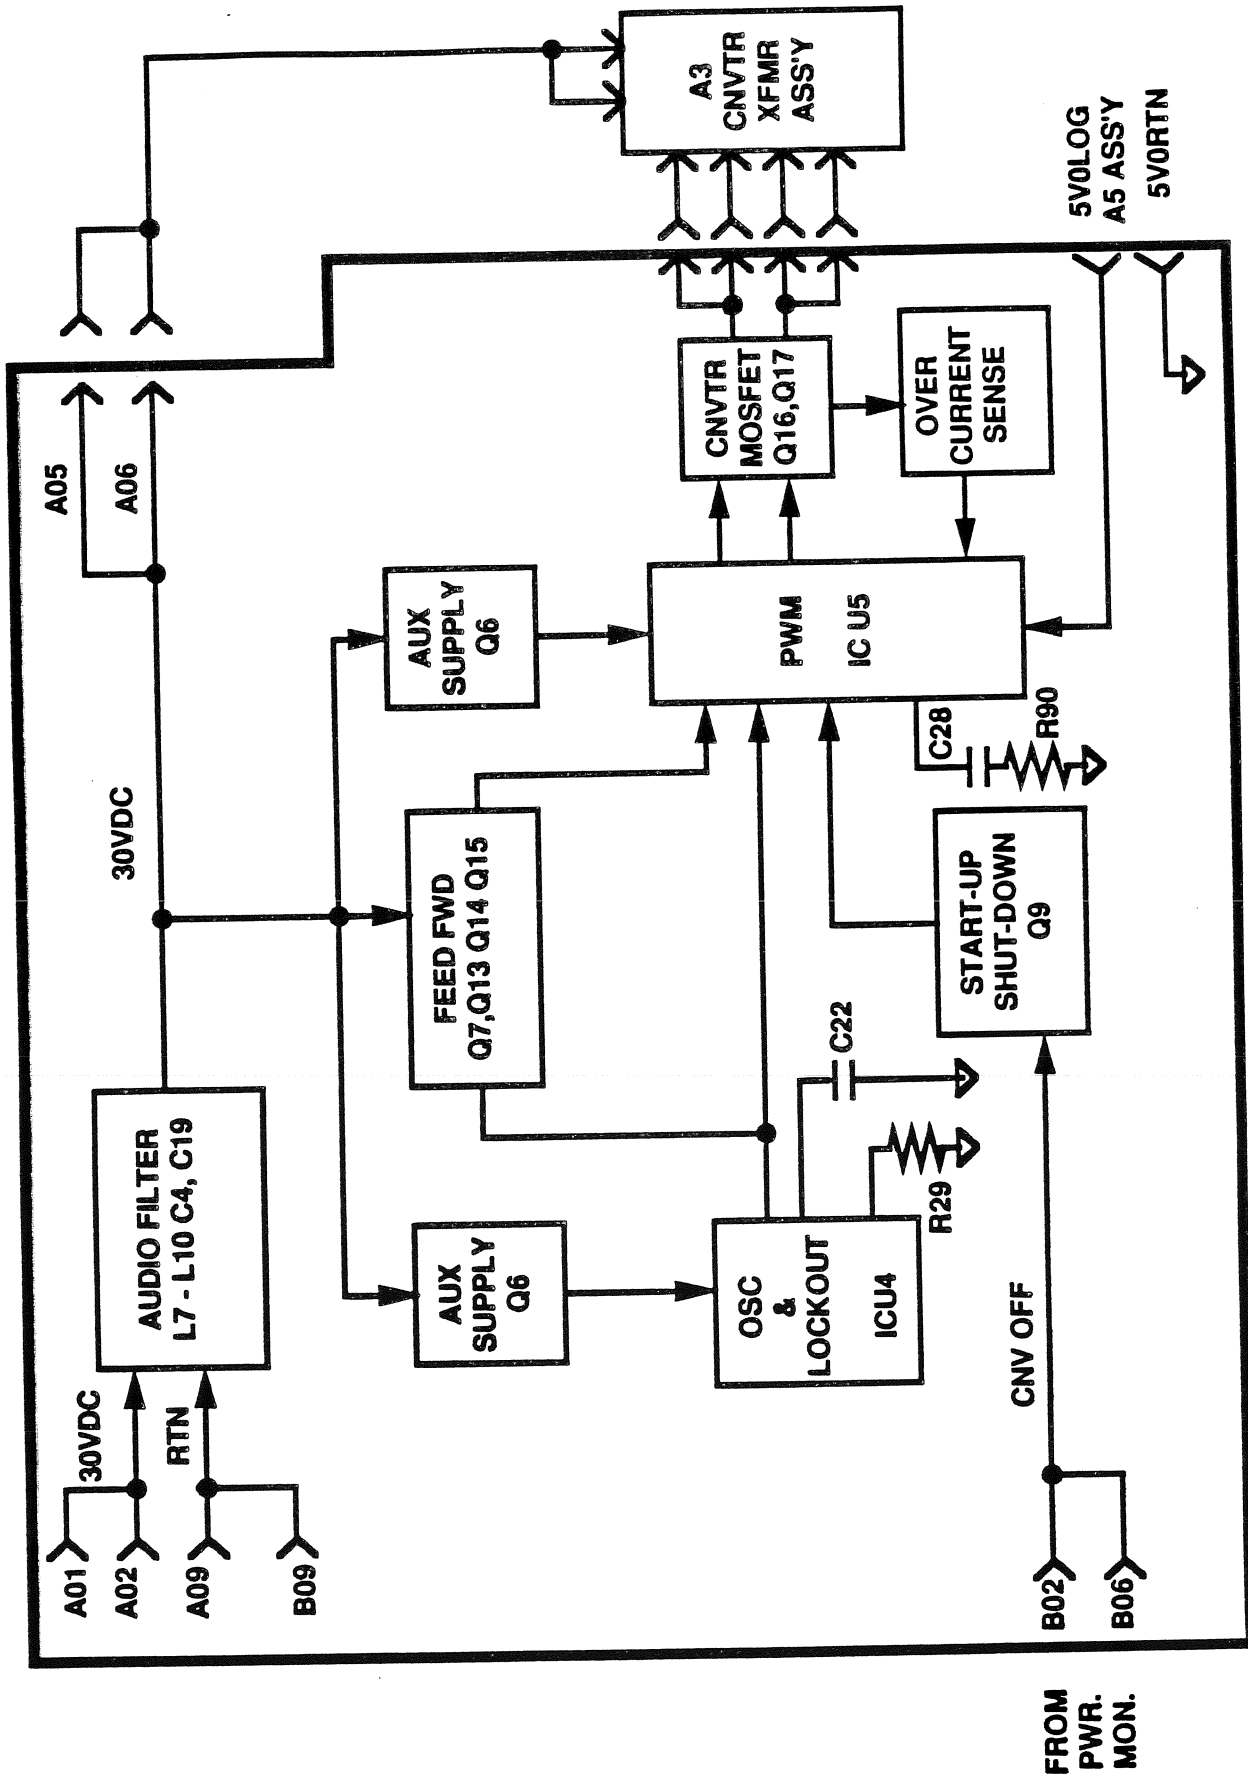 A01
A02
A09
B09
30VDC
RTN
AUDIO FILTER
L7 - L10 C4, C19
30VDC
A05
A06
AUX
SUPPLY
Q6
FEED FWD
Q7,Q13 Q14 Q15
AUX
SUPPLY
Q6
A3
CNVTR
XFMR
ASS'Y
OSC
&
LOCKOUT
ICU4
R29
C22
PWM
IC U5
CNVTR
MOSFET
Q16,Q17
OVER
CURRENT
SENSE
C28
R90
START-UP
SHUT-DOWN
Q9
CNV OFF
B02
B06
FROM
PWR.
MON.
5V0LOG
A5 ASS'Y
5V0RTN